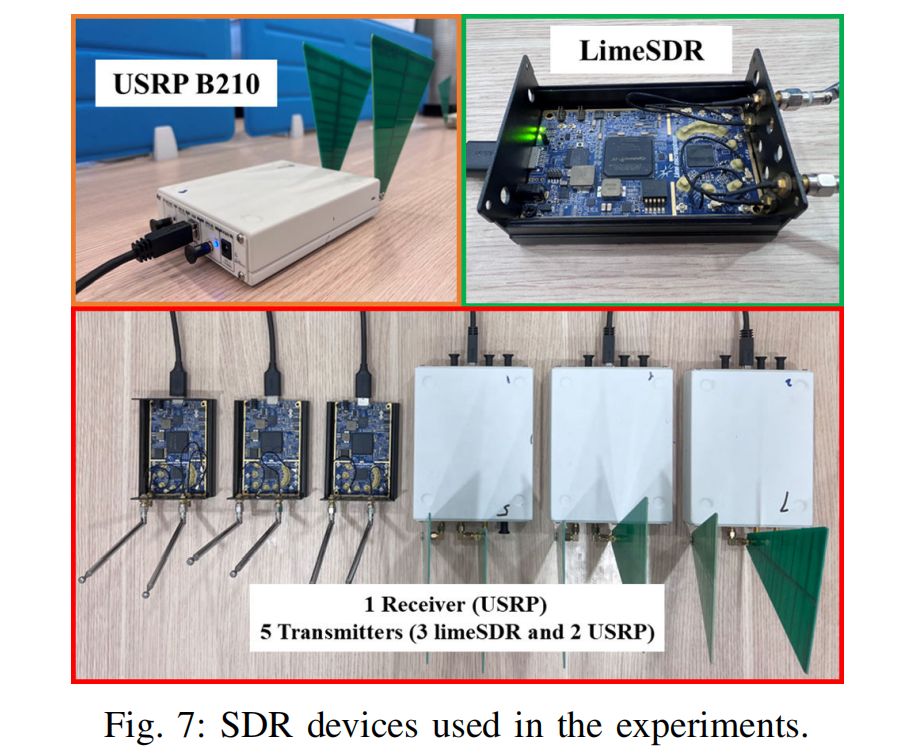 USRP B210
LimeSDR
1 Receiver (USRP)
5 Transmitters (3 limeSDR and 2 USRP)
Fig. 7: SDR devices used in the experiments.